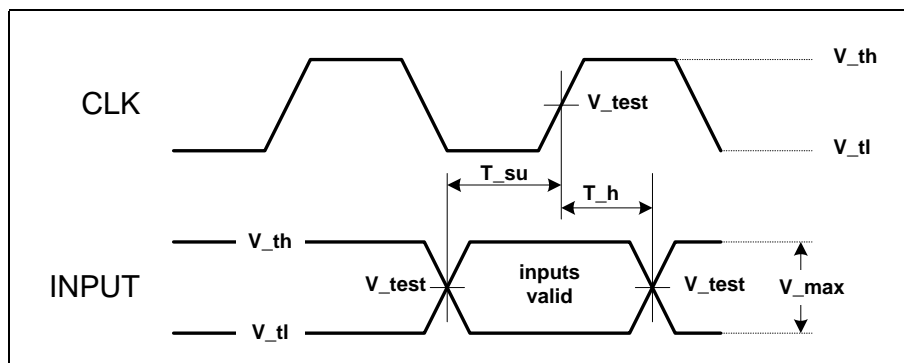 V_th
CLK
V_test
V_tl
T_su
T_h
V_th
INPUT
V_test
inputs
valid
V_test
V_max
V_tl